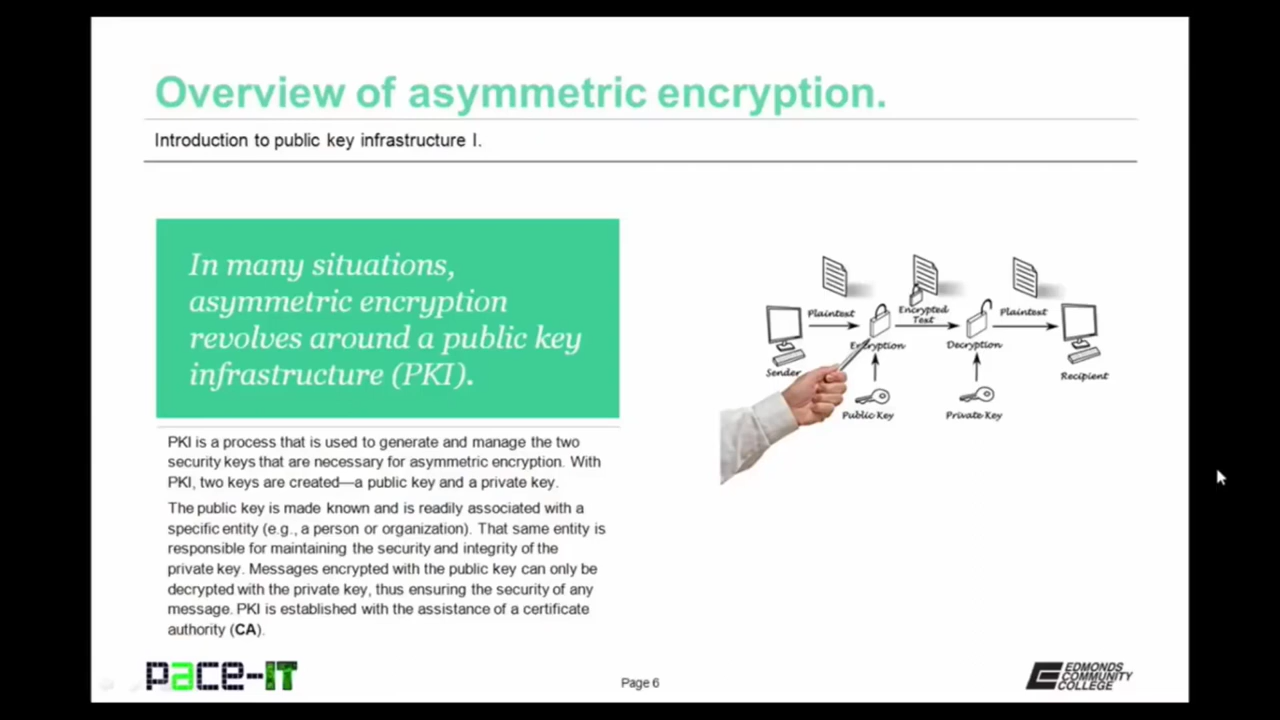 Overview of asymmetric encryption.
Introduction to public key infrastructure I.
In many situations,
asymmetric encryption
revolves around a public key
infrastructure (PKI).
PKI is a process that is used to generate and manage the two
security keys that are necessary for asymmetric encryption. With
PKI, two keys are created—a public key and a private key.
The public key is made known and is readily associated with a
specific entity (e.g., a person or organization). That same entity is
responsible for maintaining the security and integrity of the
private key. Messages encrypted with the public key can only be
decrypted with the private key, thus ensuring the security of any
message. PKI is established with the assistance of a certificate
authority (CA).
Plaintext
Encrypted
Text
Plaintext
Encryption
Decryption
Sender
Recipient
Public Key
Private Key
pace-IT
Page 6
EDMONDS
COMMUNITY
COLLEGE